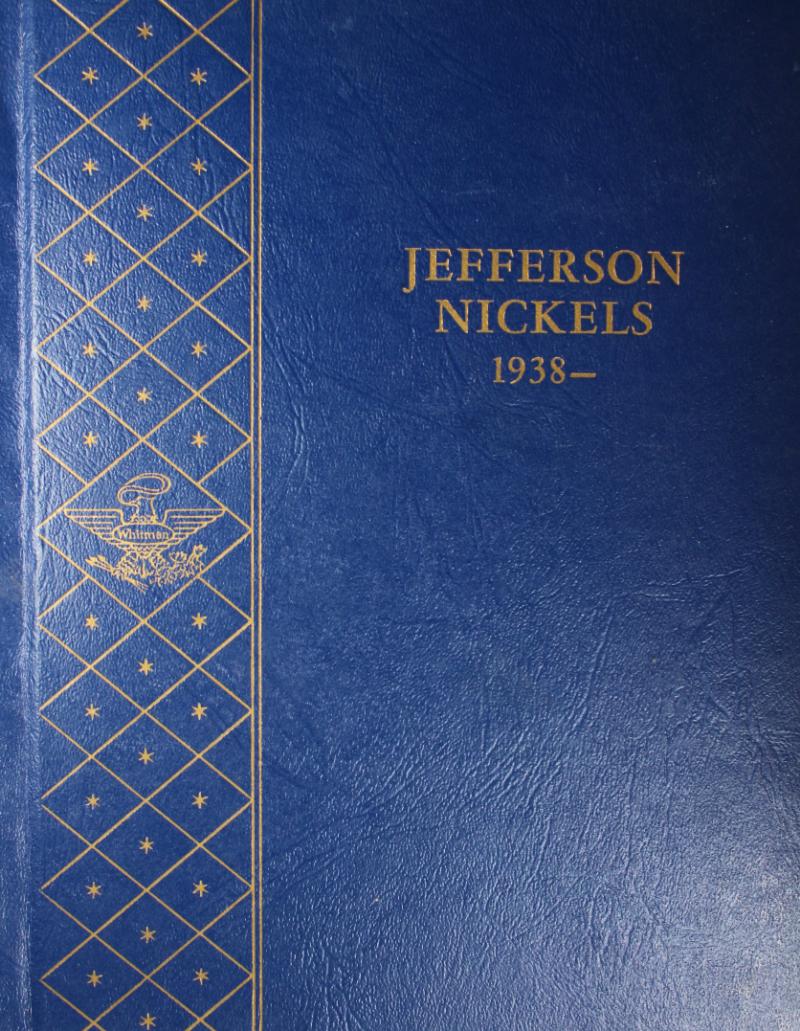 JEFFERSON
NICKELS
1938–
Whitman